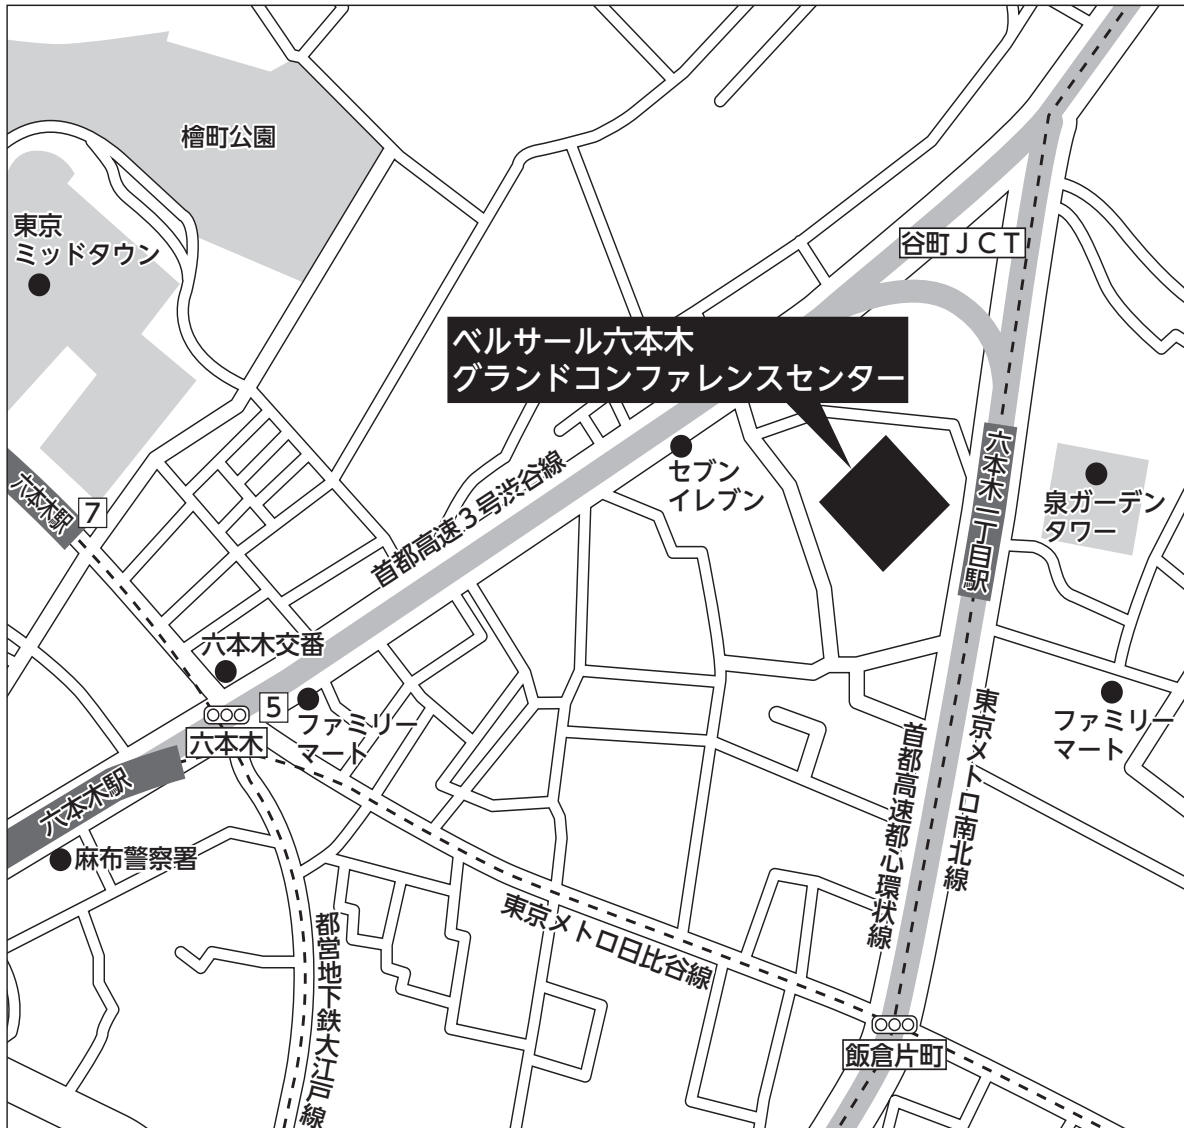 檜町公園
東京
ミッドタウン
谷町JCT
ベルサール六本木
グランドコンファレンスセンター
セブン
イレブン
首都高速3号渋谷線
六本木一丁目駅
泉ガーデン
タワー
六本木駅
7
六本木交番
5
ファミリー
マート
六本木
六本木駅
麻布警察署
ファミリー
マート
東京メトロ南北線
首都高速都心環状線
東京メトロ日比谷線
都営地下鉄大江戸線
飯倉片町